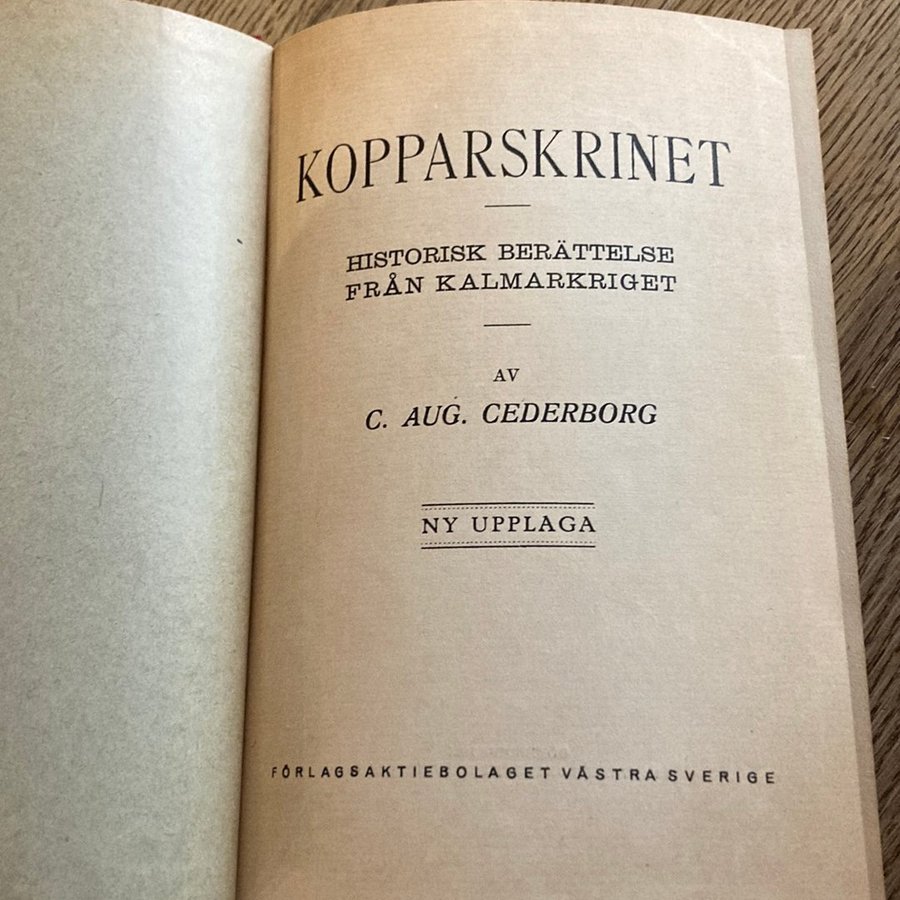 KOPPARSKRINET
HISTORISK BERÄTTELSE
FRÅN KALMARKRIGET
AV
C. AUG. CEDERBORG
NY UPPLAGA
FÖRLAGSAKTIEBOLAGET VÄSTRA SVERIGE